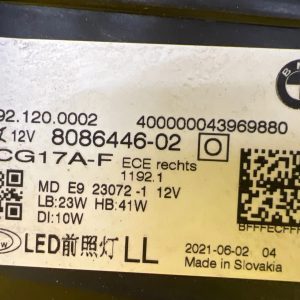 92.120.0002 400000043969880
12V 8086446-02
CG17A-F ECE rechts
1192.1
MD E9 23072-1 12V
LB:23W HB:41W
DI:10W
BFFFECFFF
LED前照灯 LL
2021-06-02 04
Made in Slovakia